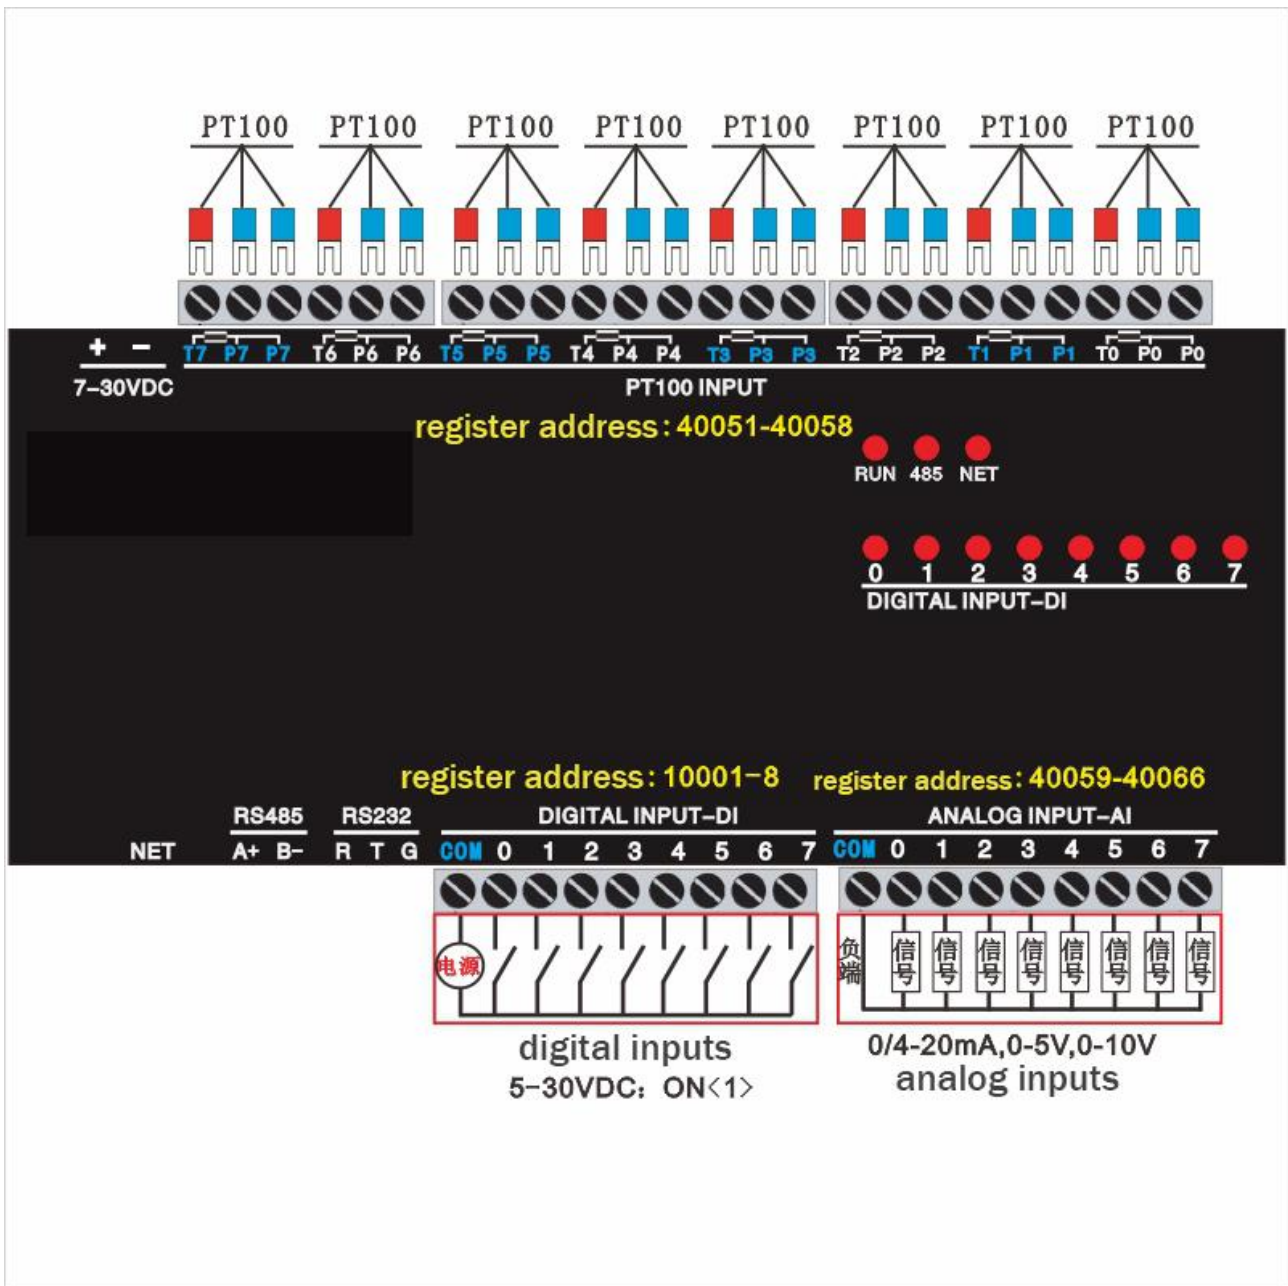 PT100 PT100 PT100 PT100 PT100 PT100 PT100 PT100
+ − T7 P7 P7 T6 P6 P6 T5 P5 P5 T4 P4 P4 T3 P3 P3 T2 P2 P2 T1 P1 P1 T0 P0 P0
7-30VDC PT100 INPUT
register address: 40051-40058
RUN 485 NET
0 1 2 3 4 5 6 7
DIGITAL INPUT-DI
register address: 10001-8 register address: 40059-40066
RS485 RS232 DIGITAL INPUT-DI ANALOG INPUT-AI
NET A+ B- R T G COM 0 1 2 3 4 5 6 7 COM 0 1 2 3 4 5 6 7
电源 负端 信号 信号 信号 信号 信号 信号 信号 信号
digital inputs 0/4-20mA,0-5V,0-10V
5-30VDC: ON<1> analog inputs